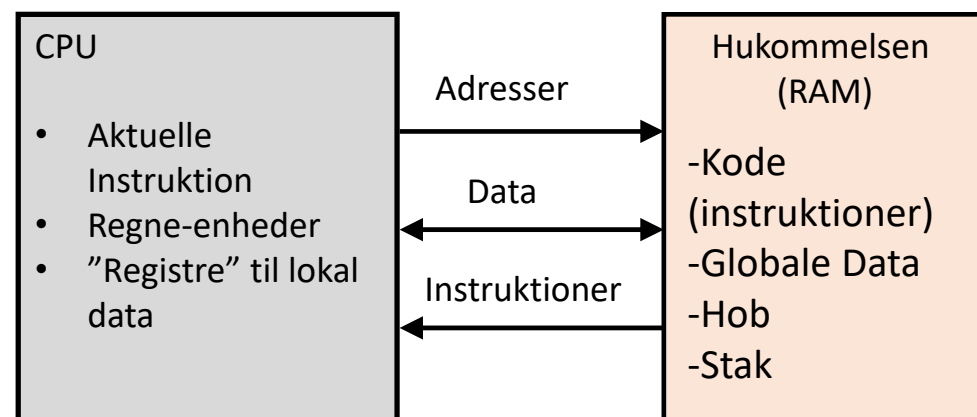 CPU
• Aktuelle
Instruktion
• Regne-enheder
• ”Registre” til lokal
data
Adresser
Data
Instruktioner
Hukommelsen
(RAM)
-Kode
(instruktioner)
-Globale Data
-Hob
-Stak